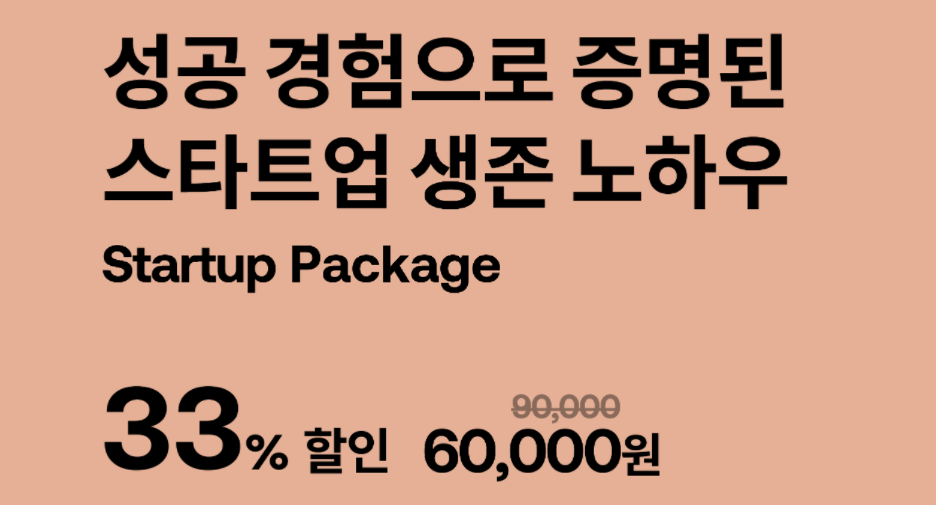 성공 경험으로 증명된
스타트업 생존 노하우
Startup Package
90,000
33% 할인 60,000원